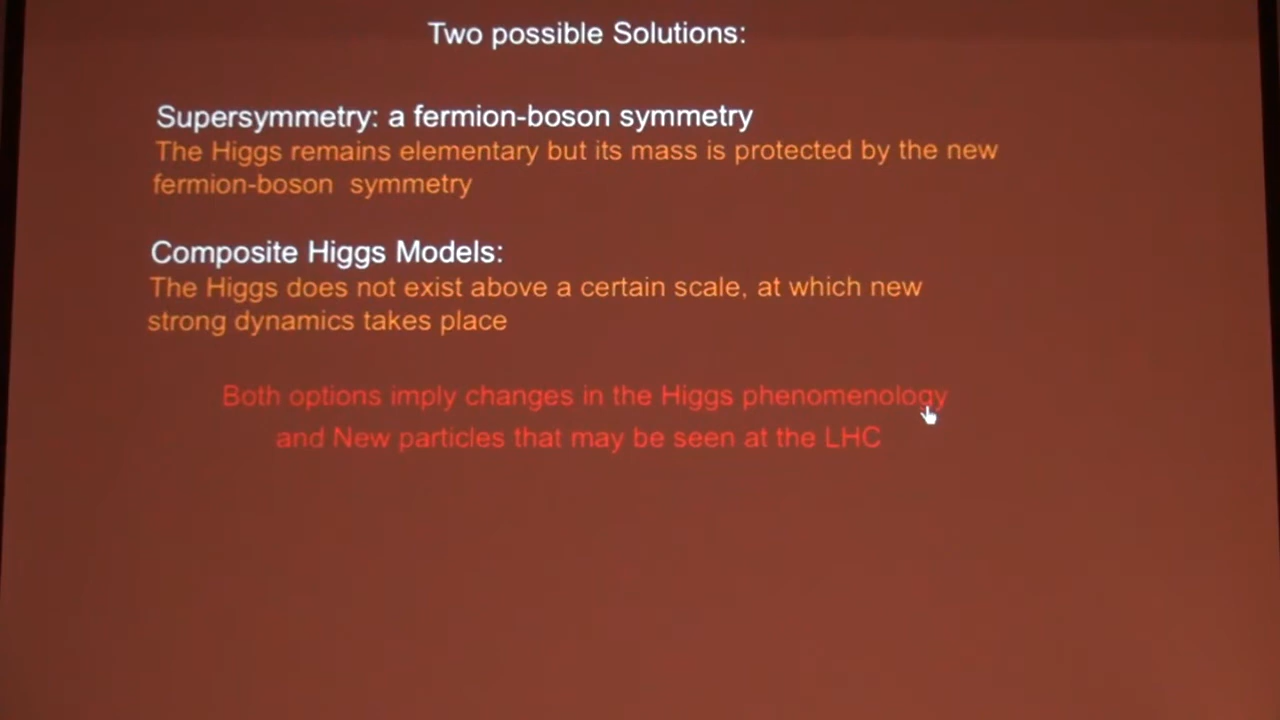 Two possible Solutions:
Supersymmetry: a fermion-boson symmetry
The Higgs remains elementary but its mass is protected by the new
fermion-boson symmetry
Composite Higgs Models:
The Higgs does not exist above a certain scale, at which new
strong dynamics takes place
Both options imply changes in the Higgs phenomenology
and New particles that may be seen at the LHC